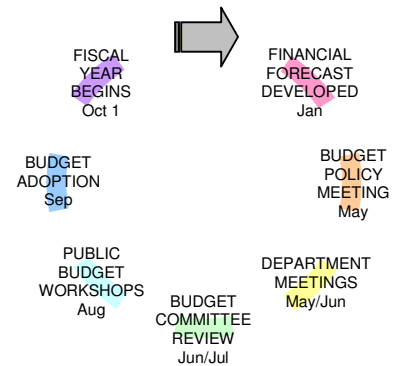 FISCAL
YEAR
BEGINS
Oct 1
FINANCIAL
FORECAST
DEVELOPED
Jan
BUDGET
POLICY
MEETING
May
DEPARTMENT
MEETINGS
May/Jun
BUDGET
COMMITTEE
REVIEW
Jun/Jul
PUBLIC
BUDGET
WORKSHOPS
Aug
BUDGET
ADOPTION
Sep